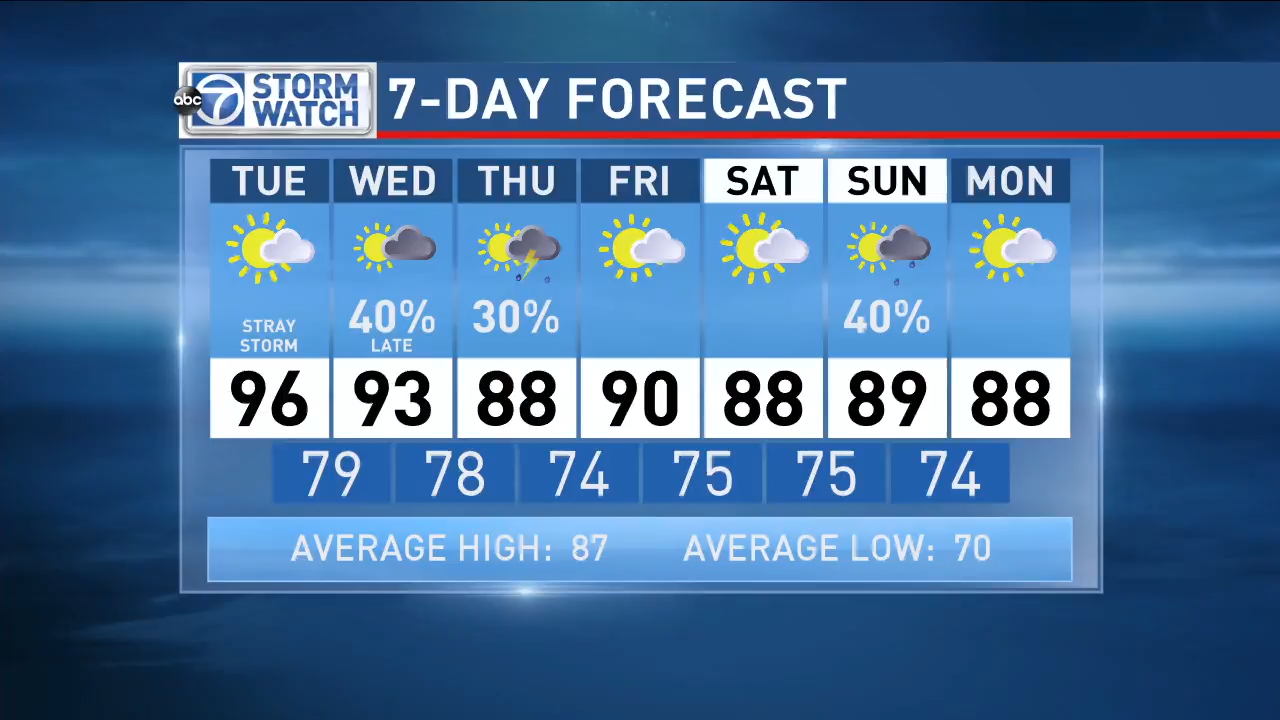 abc 7 STORM WATCH
7-DAY FORECAST
TUE WED THU FRI SAT SUN MON
STRAY STORM 40% LATE 30% 40%
96 93 88 90 88 89 88
79 78 74 75 75 74
AVERAGE HIGH: 87 AVERAGE LOW: 70